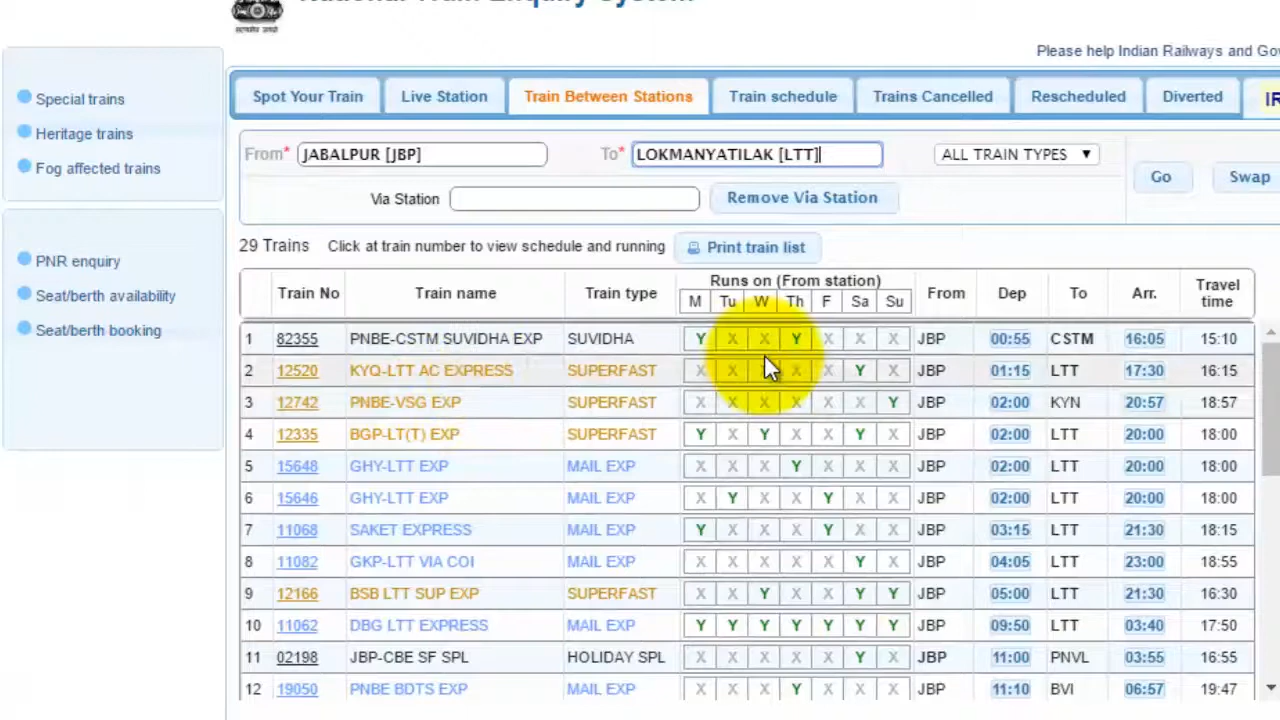 National Train Enquiry System
Please help Indian Railways and Gov
Special trains
Heritage trains
Fog affected trains
PNR enquiry
Seat/berth availability
Seat/berth booking
Spot Your Train Live Station Train Between Stations Train schedule Trains Cancelled Rescheduled Diverted IR
From* JABALPUR [JBP] To* LOKMANYATILAK [LTT] ALL TRAIN TYPES ▼ Go Swap
Via Station Remove Via Station
29 Trains Click at train number to view schedule and running Print train list
Train No Train name Train type Runs on (From station) From Dep To Arr. Travel time
M Tu W Th F Sa Su
1 82355 PNBE-CSTM SUVIDHA EXP SUVIDHA Y X X Y X X X JBP 00:55 CSTM 16:05 15:10
2 12520 KYQ-LTT AC EXPRESS SUPERFAST X X X X X Y X JBP 01:15 LTT 17:30 16:15
3 12742 PNBE-VSG EXP SUPERFAST X X X X X X Y JBP 02:00 KYN 20:57 18:57
4 12335 BGP-LT(T) EXP SUPERFAST Y X Y X X Y X JBP 02:00 LTT 20:00 18:00
5 15648 GHY-LTT EXP MAIL EXP X X X Y X X X JBP 02:00 LTT 20:00 18:00
6 15646 GHY-LTT EXP MAIL EXP X Y X X Y X X JBP 02:00 LTT 20:00 18:00
7 11068 SAKET EXPRESS MAIL EXP Y X X X Y X X JBP 03:15 LTT 21:30 18:15
8 11082 GKP-LTT VIA COI MAIL EXP X X X X X Y X JBP 04:05 LTT 23:00 18:55
9 12166 BSB LTT SUP EXP SUPERFAST X X Y X X Y Y JBP 05:00 LTT 21:30 16:30
10 11062 DBG LTT EXPRESS MAIL EXP Y Y Y Y Y Y Y JBP 09:50 LTT 03:40 17:50
11 02198 JBP-CBE SF SPL HOLIDAY SPL X X X X X Y X JBP 11:00 PNVL 03:55 16:55
12 19050 PNBE BDTS EXP MAIL EXP X X X Y X X X JBP 11:10 BVI 06:57 19:47